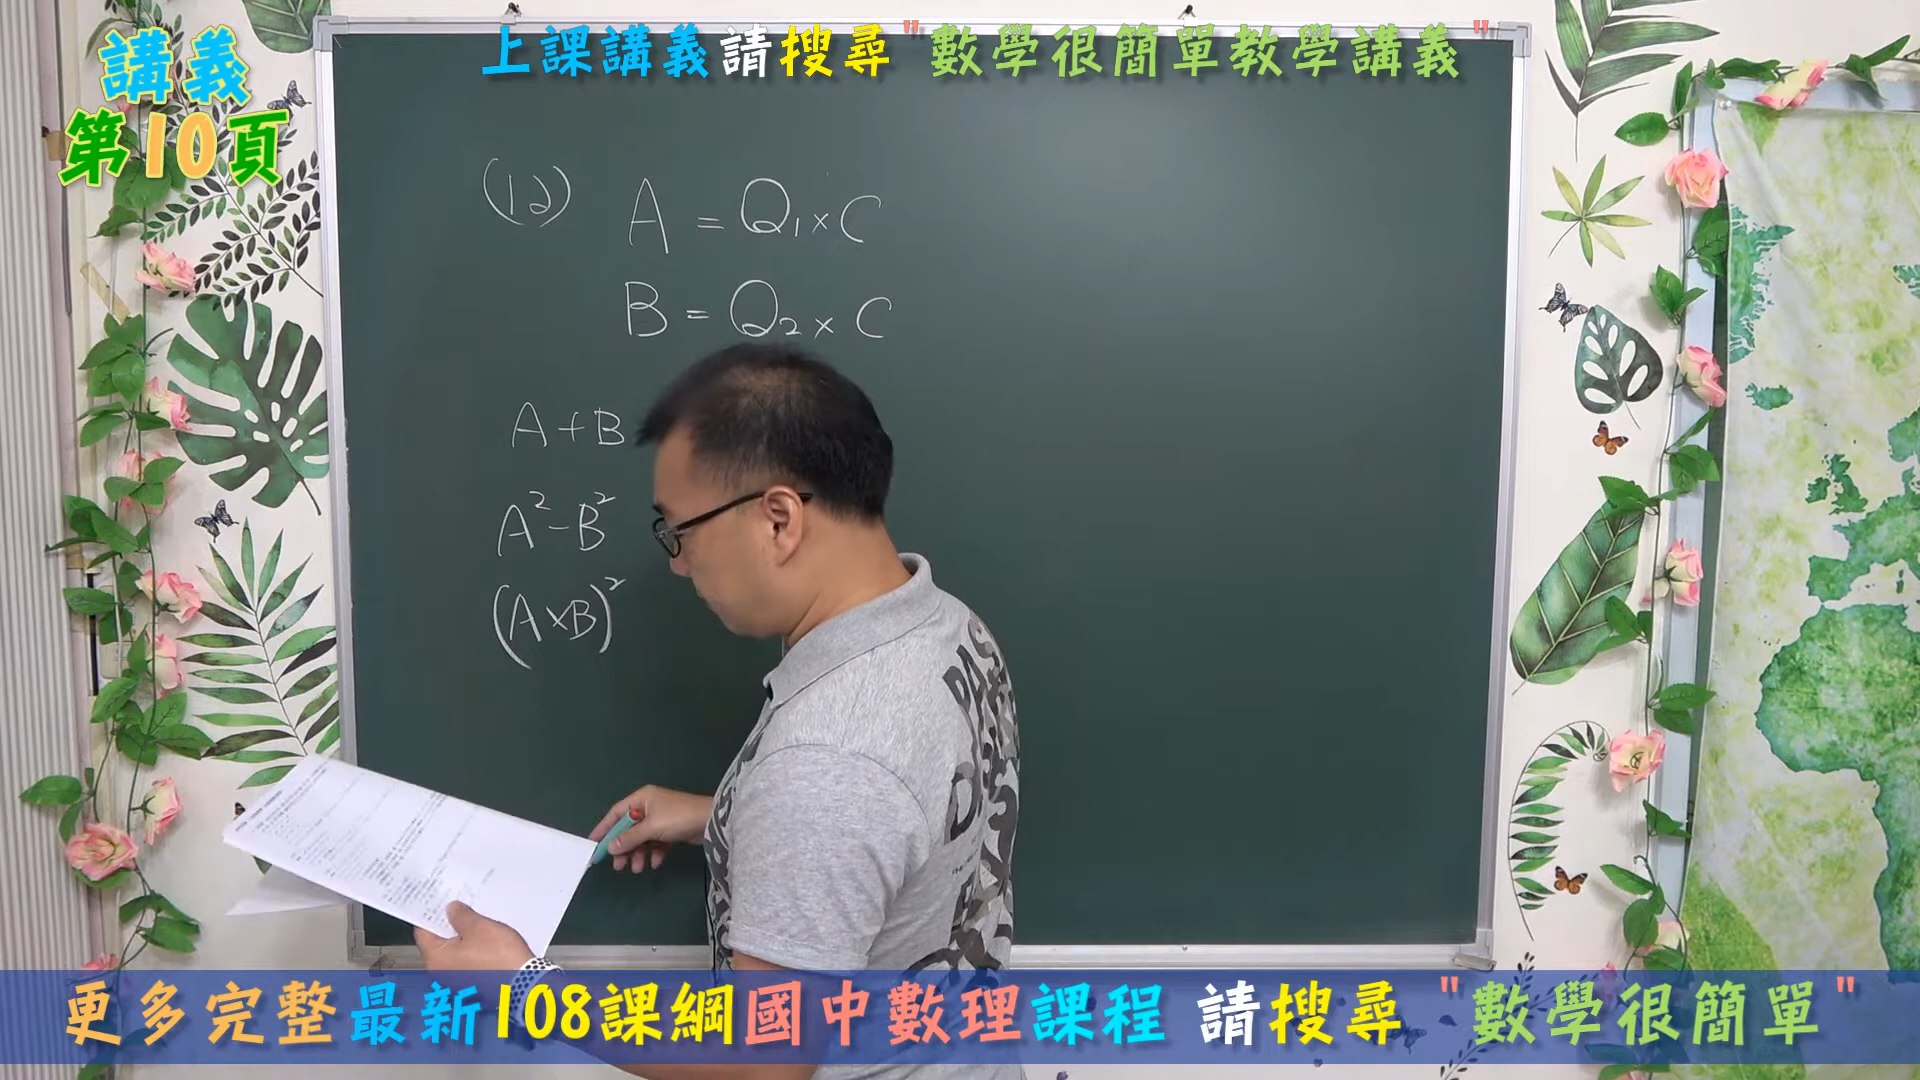 上課講義請搜尋"數學很簡單教學講義"
講義
第10頁
(12) A = Q₁×C
B = Q₂×C
A+B
A²-B²
(A×B)²
更多完整最新108課綱國中數理課程 請搜尋 "數學很簡單"